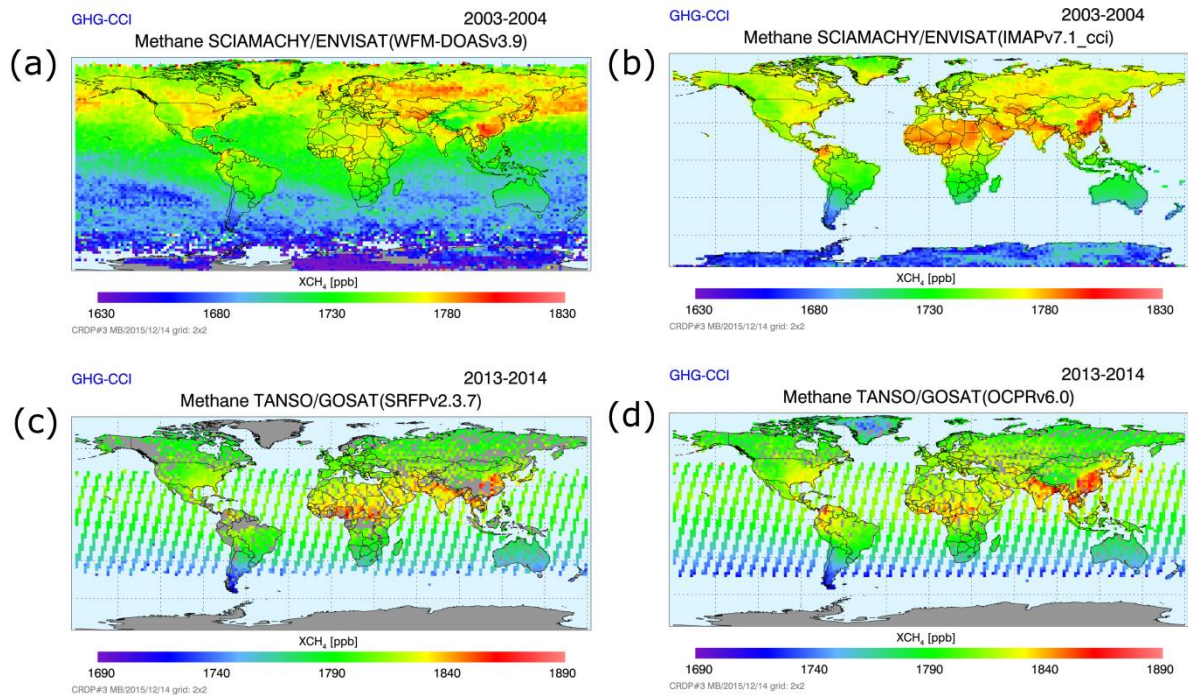 GHG-CCI 2003-2004
Methane SCIAMACHY/ENVISAT(WFM-DOASv3.9)
(a)
XCH₄ [ppb]
1630 1680 1730 1780 1830
CRDP#3 MB/2015/12/14 grid: 2x2
GHG-CCI 2003-2004
Methane SCIAMACHY/ENVISAT(IMAPv7.1_cci)
(b)
XCH₄ [ppb]
1630 1680 1730 1780 1830
CRDP#3 MB/2015/12/14 grid: 2x2
GHG-CCI 2013-2014
Methane TANSO/GOSAT(SRFPv2.3.7)
(c)
XCH₄ [ppb]
1690 1740 1790 1840 1890
CRDP#3 MB/2015/12/14 grid: 2x2
GHG-CCI 2013-2014
Methane TANSO/GOSAT(OCPRv6.0)
(d)
XCH₄ [ppb]
1690 1740 1790 1840 1890
CRDP#3 MB/2015/12/14 grid: 2x2